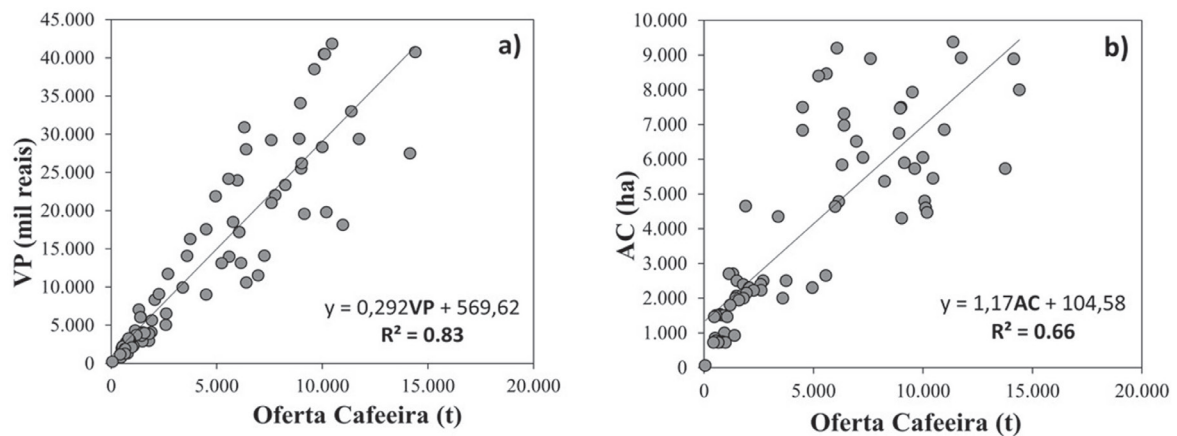 a)
45.000
40.000
35.000
30.000
25.000
20.000
15.000
10.000
5.000
0
VP (mil reais)
y = 0,292VP + 569,62
R² = 0.83
0 5.000 10.000 15.000 20.000
Oferta Cafeeira (t)
b)
10.000
9.000
8.000
7.000
6.000
5.000
4.000
3.000
2.000
1.000
0
AC (ha)
y = 1,17AC + 104,58
R² = 0.66
0 5.000 10.000 15.000 20.000
Oferta Cafeeira (t)